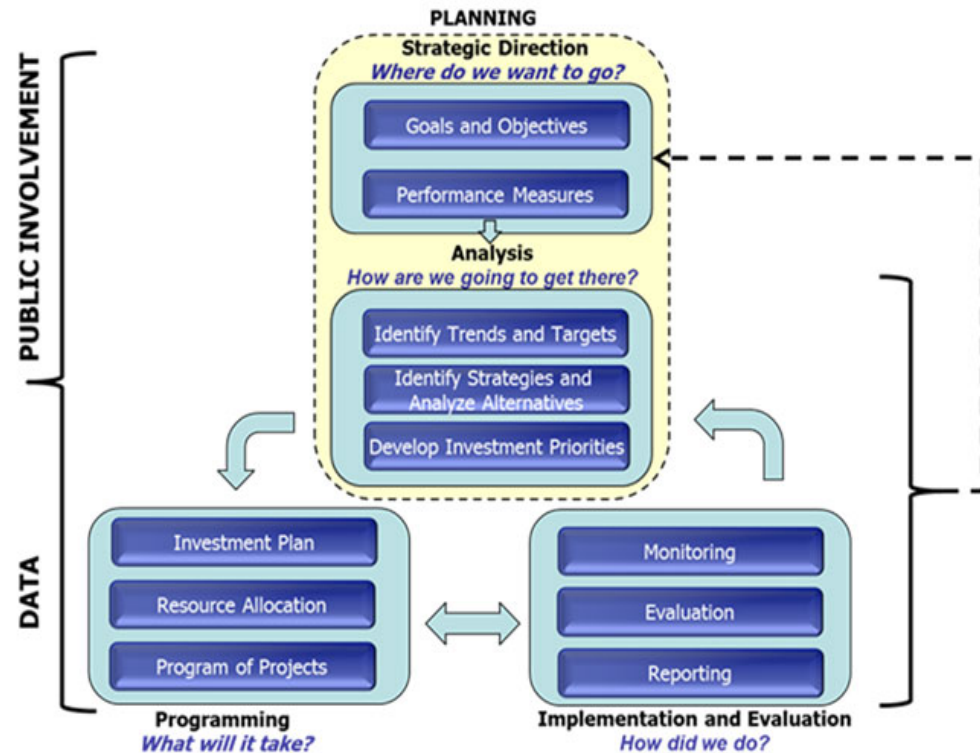 PLANNING
Strategic Direction
Where do we want to go?
Goals and Objectives
Performance Measures
Analysis
How are we going to get there?
Identify Trends and Targets
Identify Strategies and
Analyze Alternatives
Develop Investment Priorities
PUBLIC INVOLVEMENT
DATA
Investment Plan
Resource Allocation
Program of Projects
Programming
What will it take?
Monitoring
Evaluation
Reporting
Implementation and Evaluation
How did we do?